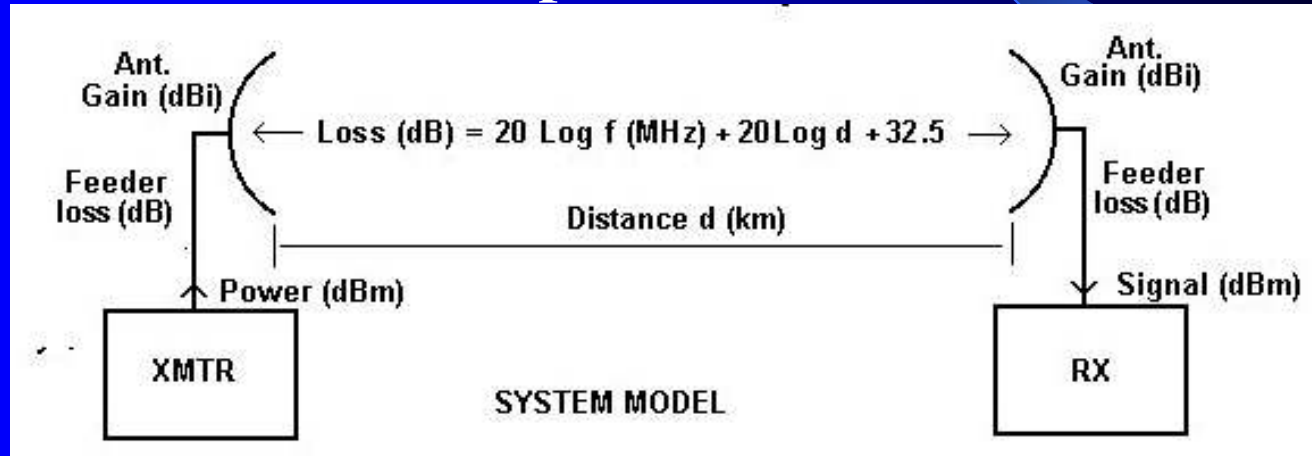 Ant.
Gain (dBi)
Ant.
Gain (dBi)
Loss (dB) = 20 Log f (MHz) + 20Log d + 32.5
Feeder
loss (dB)
Feeder
loss (dB)
Distance d (km)
Power (dBm)
Signal (dBm)
XMTR
RX
SYSTEM MODEL